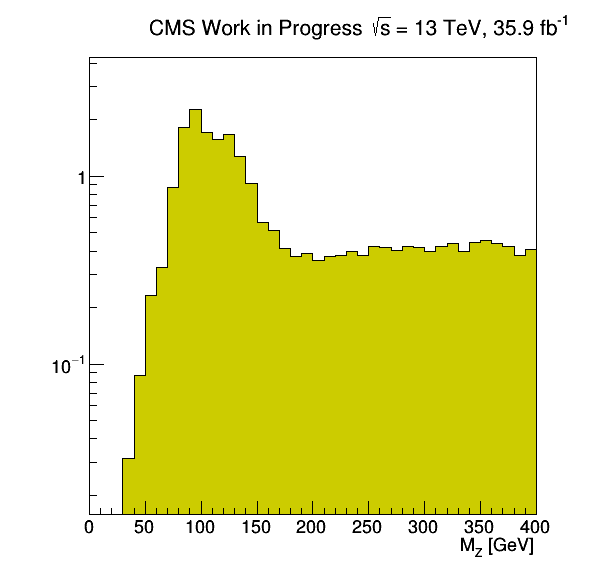 CMS Work in Progress √s = 13 TeV, 35.9 fb⁻¹
1
10⁻¹
0 50 100 150 200 250 300 350 400
M_Z [GeV]